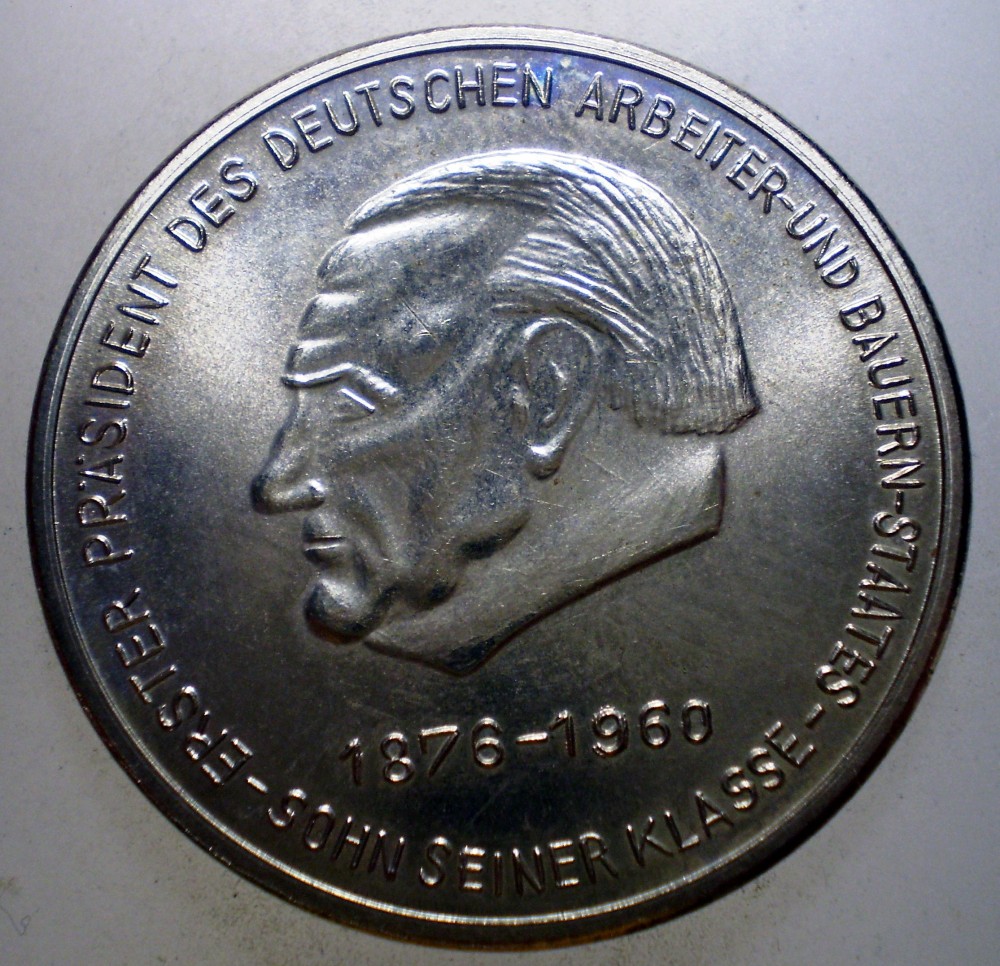 ERSTER PRÄSIDENT DES DEUTSCHEN ARBEITER-UND BAUERN-STAATES -
SOHN SEINER KLASSE -
1876-1960